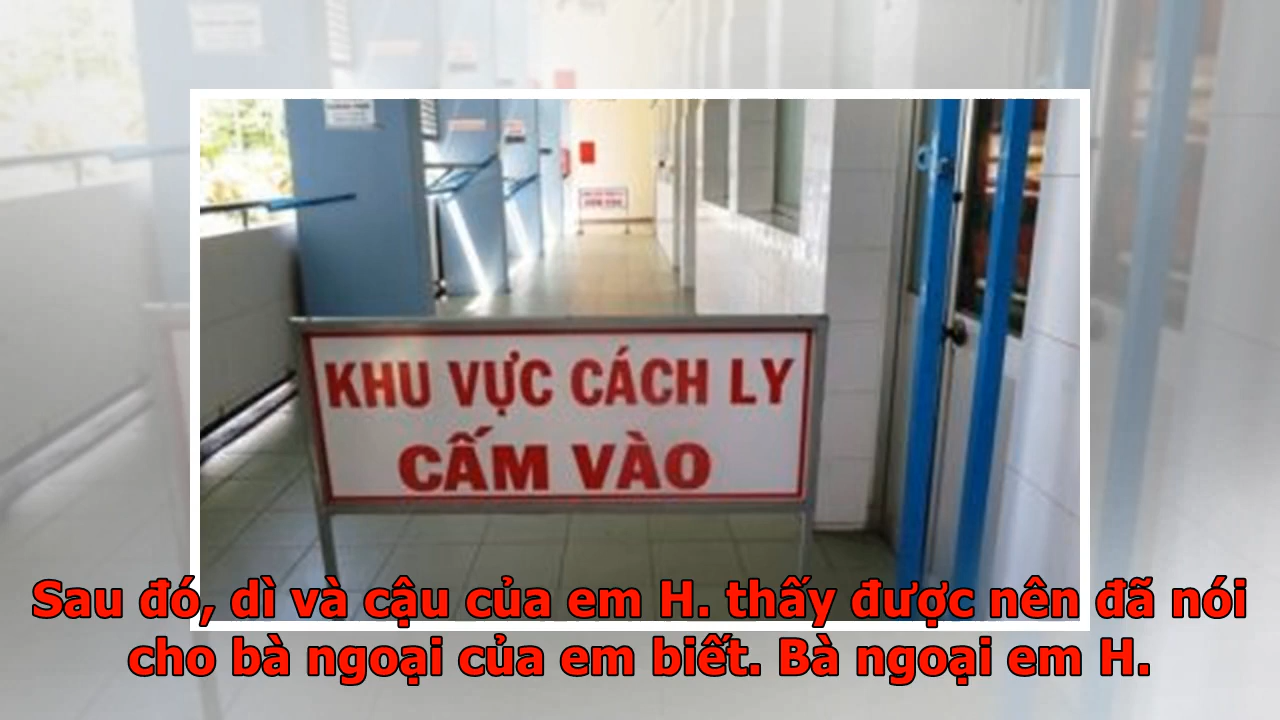 KHU VỰC CÁCH LY
CẤM VÀO
Sau đó, dì và cậu của em H. thấy được nên đã nói
cho bà ngoại của em biết. Bà ngoại em H.